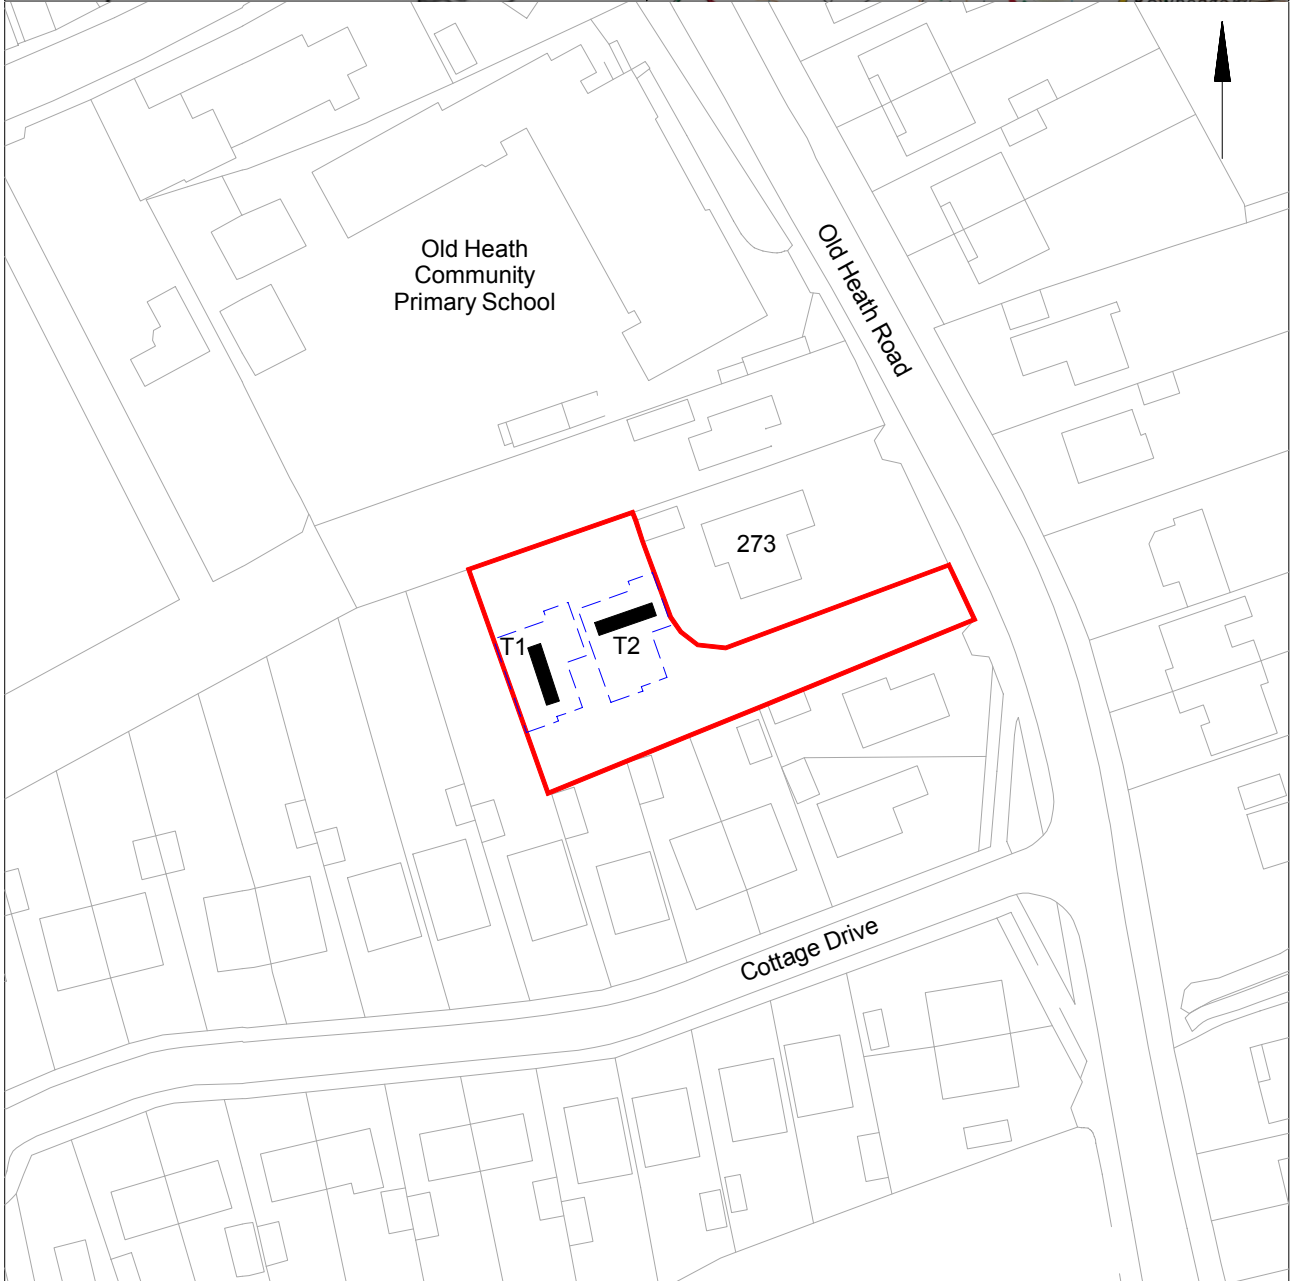 Old Heath
Community
Primary School
Old Heath Road
273
T1
T2
Cottage Drive